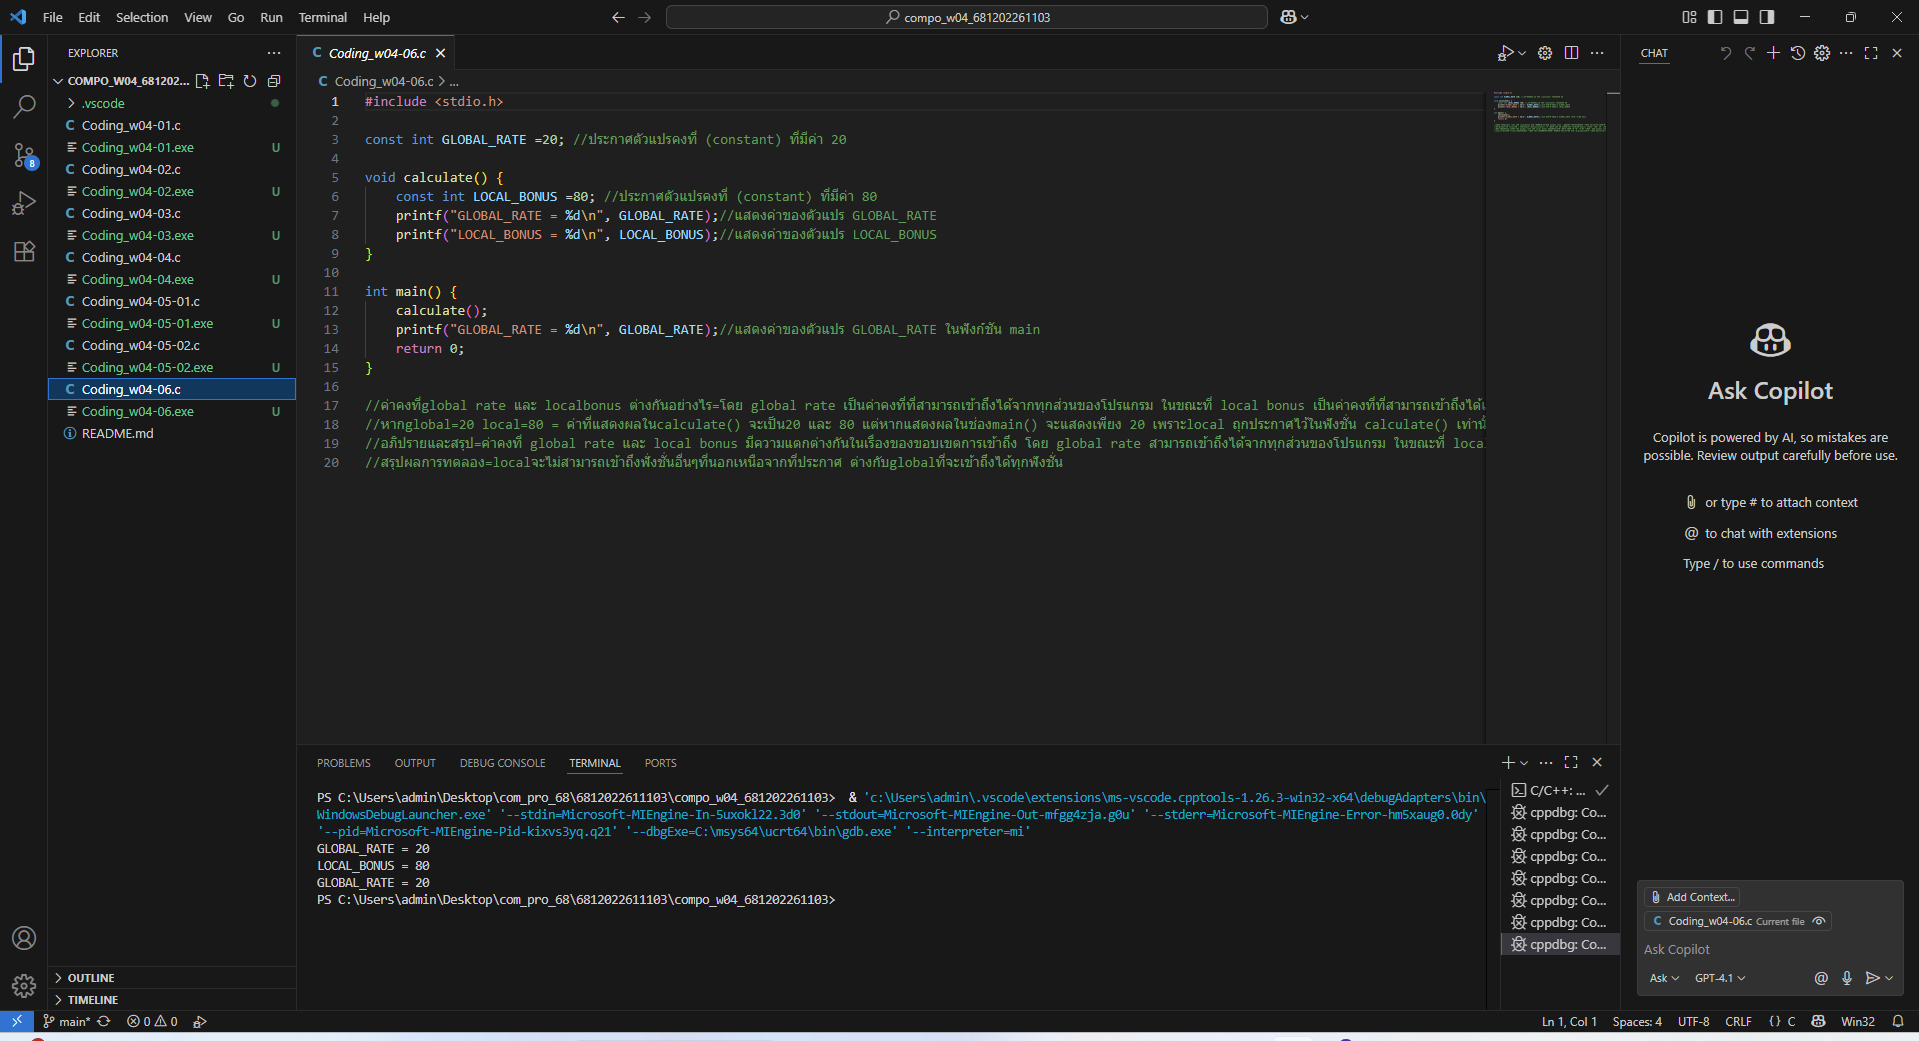 File Edit Selection View Go Run Terminal Help
compo_w04_681202261103
EXPLORER
COMPO_W04_681202...
.vscode
C Coding_w04-01.c
Coding_w04-01.exe U
C Coding_w04-02.c
Coding_w04-02.exe U
C Coding_w04-03.c
Coding_w04-03.exe U
C Coding_w04-04.c
Coding_w04-04.exe U
C Coding_w04-05-01.c
Coding_w04-05-01.exe U
C Coding_w04-05-02.c
Coding_w04-05-02.exe U
C Coding_w04-06.c
Coding_w04-06.exe U
README.md
OUTLINE
TIMELINE
8
C Coding_w04-06.c
C Coding_w04-06.c > ...
1 #include <stdio.h>
2
3 const int GLOBAL_RATE =20; //ประกาศตัวแปรคงที่ (constant) ที่มีค่า 20
4
5 void calculate() {
6 const int LOCAL_BONUS =80; //ประกาศตัวแปรคงที่ (constant) ที่มีค่า 80
7 printf("GLOBAL_RATE = %d\n", GLOBAL_RATE);//แสดงค่าของตัวแปร GLOBAL_RATE
8 printf("LOCAL_BONUS = %d\n", LOCAL_BONUS);//แสดงค่าของตัวแปร LOCAL_BONUS
9 }
10
11 int main() {
12 calculate();
13 printf("GLOBAL_RATE = %d\n", GLOBAL_RATE);//แสดงค่าของตัวแปร GLOBAL_RATE ในฟังก์ชัน main
14 return 0;
15 }
16
17 //ค่าคงที่global rate และ localbonus ต่างกันอย่างไร=โดย global rate เป็นค่าคงที่ที่สามารถเข้าถึงได้จากทุกส่วนของโปรแกรม ในขณะที่ local bonus เป็นค่าคงที่ที่สามารถเข้าถึงได้
18 //หากglobal=20 local=80 = ค่าที่แสดงผลในcalculate() จะเป็น20 และ 80 แต่หากแสดงผลในช่องmain() จะแสดงเพียง 20 เพราะlocal ถูกประกาศไว้ในฟังชั่น calculate()
19 //อภิปรายและสรุป=ค่าคงที่ global rate และ local bonus มีความแตกต่างกันในเรื่องของขอบเขตการเข้าถึง โดย global rate สามารถเข้าถึงได้จากทุกส่วนของโปรแกรม ในขณะที่ loca
20 //สรุปผลการทดลอง=localจะไม่สามารถเข้าถึงฟั่งชั่นอื่นๆที่นอกเหนือจากที่ประกาศ ต่างกับglobalที่จะเข้าถึงได้ทุกฟังชั่น
PROBLEMS OUTPUT DEBUG CONSOLE TERMINAL PORTS
PS C:\Users\admin\Desktop\com_pro_68\6812022611103\compo_w04_681202261103> & 'c:\Users\admin\.vscode\extensions\ms-vscode.cpptools-1.26.3-win32-x64\debugAdapters\bin\
WindowsDebugLauncher.exe' '--stdin=Microsoft-MIEngine-In-5uxokl22.3d0' '--stdout=Microsoft-MIEngine-Out-mfgg4zja.g0u' '--stderr=Microsoft-MIEngine-Error-hm5xaug0.0dy'
'--pid=Microsoft-MIEngine-Pid-kixvs3yq.q21' '--dbgExe=C:\msys64\ucrt64\bin\gdb.exe' '--interpreter=mi'
GLOBAL_RATE = 20
LOCAL_BONUS = 80
GLOBAL_RATE = 20
PS C:\Users\admin\Desktop\com_pro_68\6812022611103\compo_w04_681202261103>
C/C++: ...
cppdbg: Co...
cppdbg: Co...
cppdbg: Co...
cppdbg: Co...
cppdbg: Co...
cppdbg: Co...
cppdbg: Co...
CHAT
Ask Copilot
Copilot is powered by AI, so mistakes are
possible. Review output carefully before use.
or type # to attach context
@ to chat with extensions
Type / to use commands
Add Context...
C Coding_w04-06.c Current file
Ask Copilot
Ask GPT-4.1 @
main* 0 0
Ln 1, Col 1 Spaces: 4 UTF-8 CRLF {} C Win32